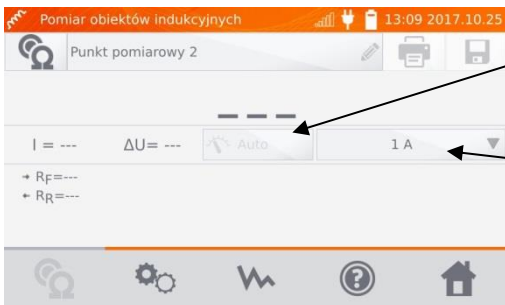 Pomiar obiektów indukcyjnych 13:09 2017.10.25
Punkt pomiarowy 2
---
I = --- ΔU= --- Auto 1 A
→ RF=---
← RR=---